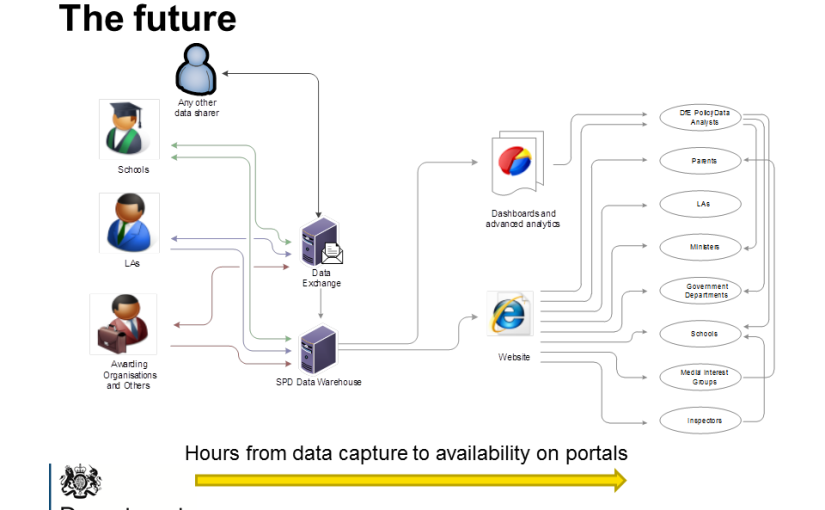 The future
Any other
data sharer
Schools
LAs
Awarding
Organisations
and Others
Data
Exchange
SPD Data Warehouse
Dashboards and
advanced analytics
Website
DfE Policy/Data
Analysts
Parents
LAs
Ministers
Government
Departments
Schools
Media Interest
Groups
Inspectors
Hours from data capture to availability on portals